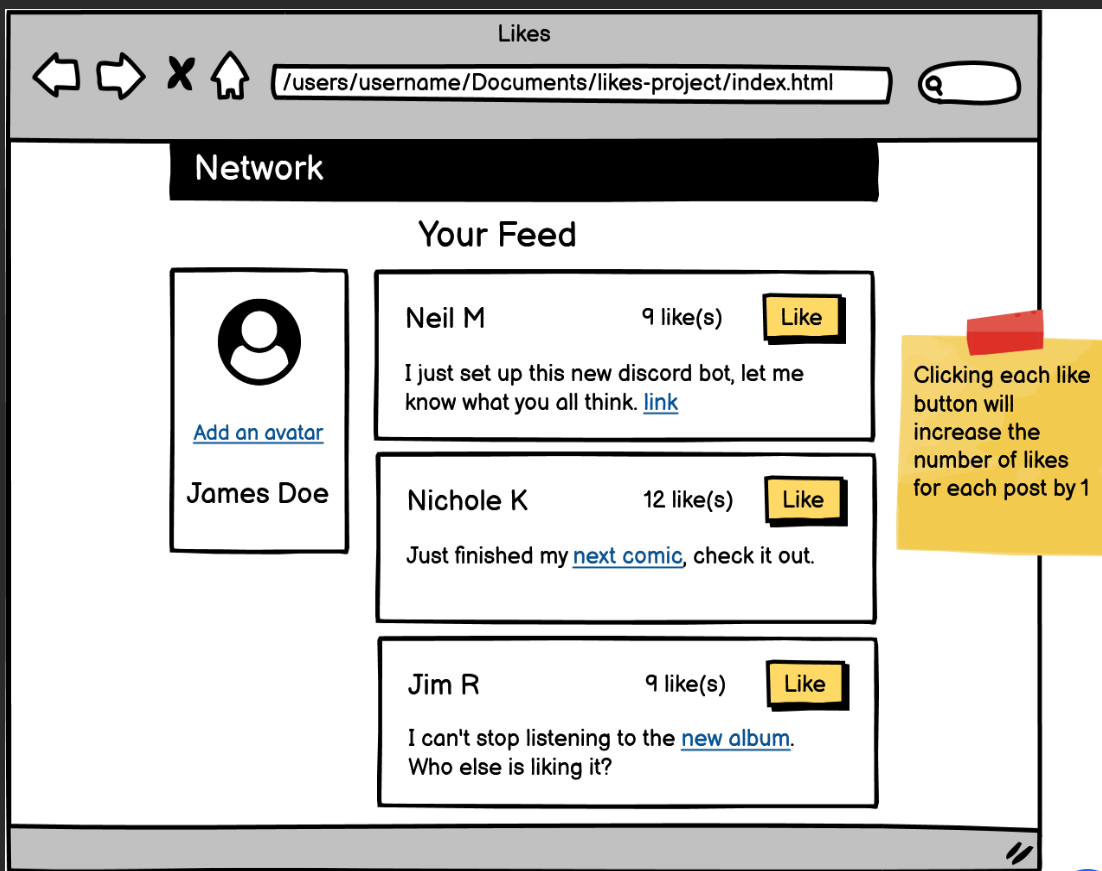 Likes
/users/username/Documents/likes-project/index.html
Network
Your Feed
Add an avatar
James Doe
Neil M
9 like(s)
Like
I just set up this new discord bot, let me
know what you all think. link
Nichole K
12 like(s)
Like
Just finished my next comic, check it out.
Jim R
9 like(s)
Like
I can't stop listening to the new album.
Who else is liking it?
Clicking each like
button will
increase the
number of likes
for each post by 1